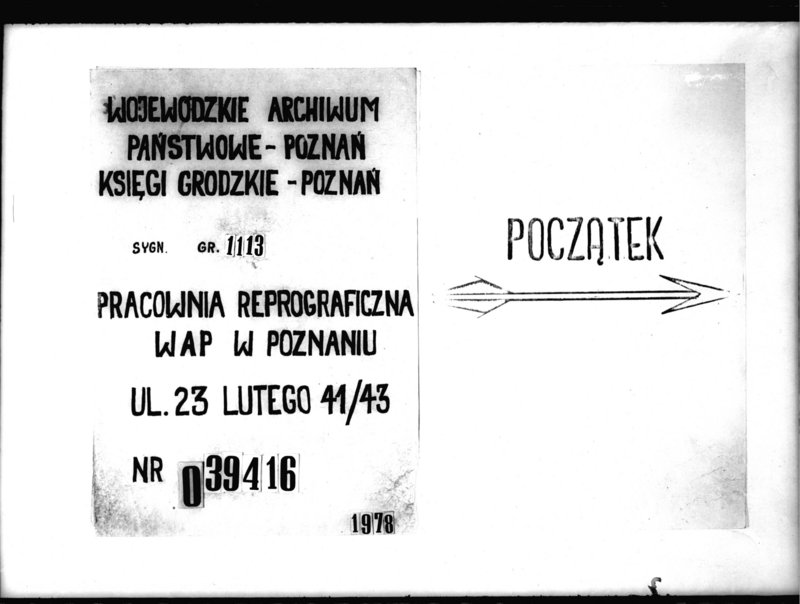 WOJEWÓDZKIE ARCHIWUM
PAŃSTWOWE - POZNAŃ
KSIĘGI GRODZKIE - POZNAŃ
SYGN. GR. 1113
PRACOWNIA REPROGRAFICZNA
WAP W POZNANIU
UL. 23 LUTEGO 41/43
NR 039416
1978
POCZĄTEK